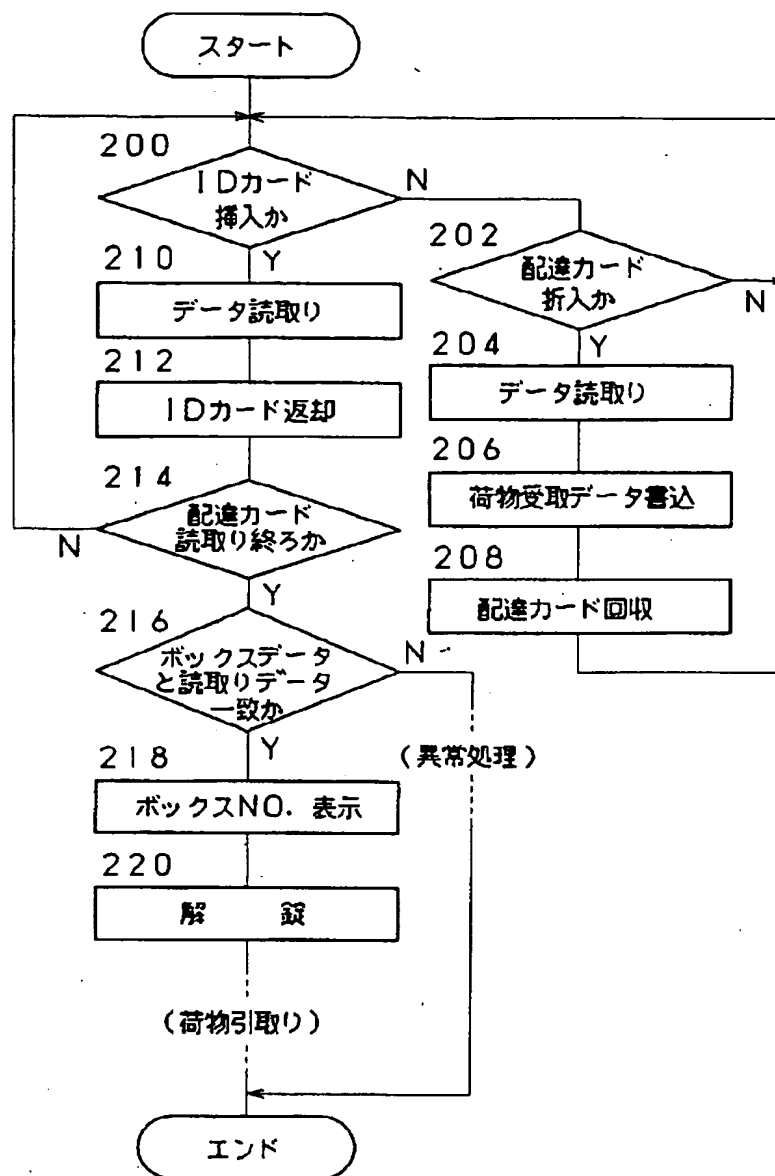 スタート
200
IDカード
挿入か
N
Y
202
配達カード
折入か
N
Y
210
データ読取り
204
データ読取り
212
IDカード返却
206
荷物受取データ書込
214
配達カード
読取り終ろか
N
Y
208
配達カード回収
216
ボックスデータ
と読取りデータ
一致か
N
Y
(異常処理)
218
ボックスNO. 表示
220
解 錠
(荷物引取り)
エンド